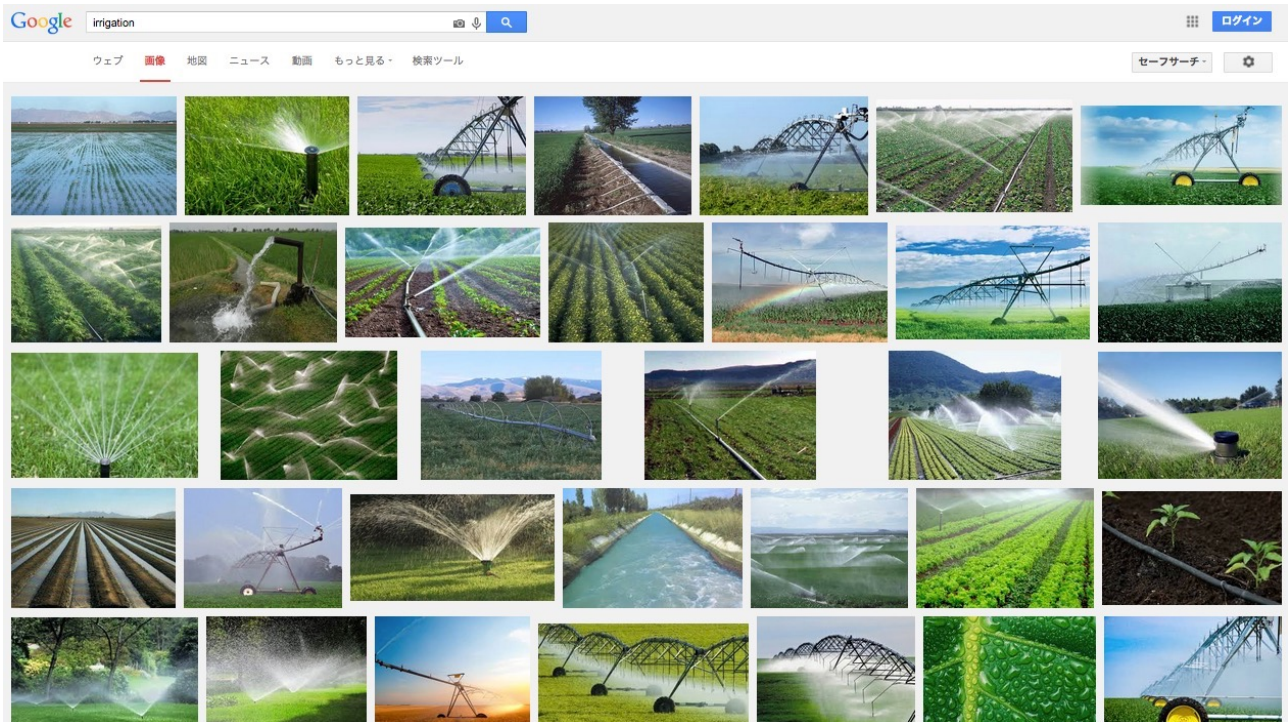 Google irrigation ログイン
ウェブ 画像 地図 ニュース 動画 もっと見る 検索ツール セーフサーチ